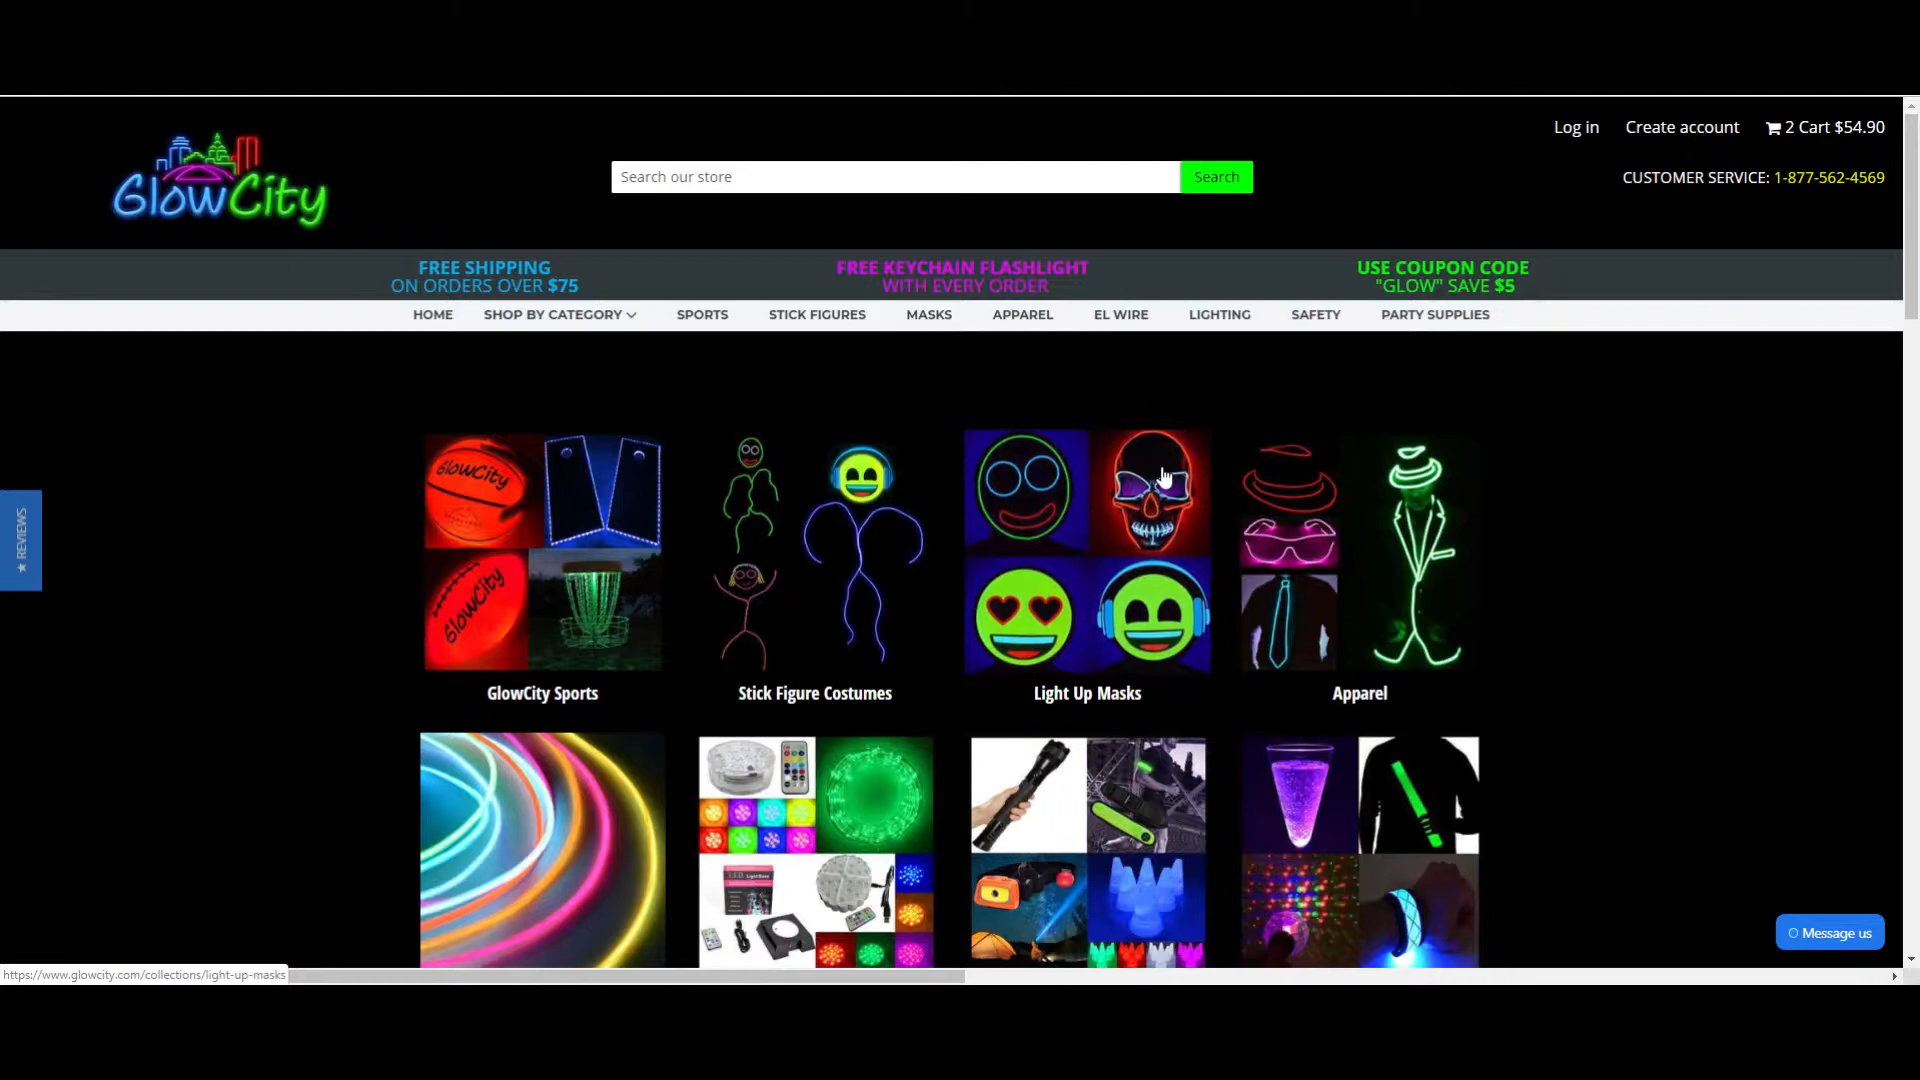 Log in Create account 2 Cart $54.90
GlowCity
Search our store Search
CUSTOMER SERVICE: 1-877-562-4569
FREE SHIPPING
ON ORDERS OVER $75
FREE KEYCHAIN FLASHLIGHT
WITH EVERY ORDER
USE COUPON CODE
"GLOW" SAVE $5
HOME SHOP BY CATEGORY SPORTS STICK FIGURES MASKS APPAREL EL WIRE LIGHTING SAFETY PARTY SUPPLIES
GlowCity
GlowCity
★ REVIEWS
GlowCity Sports Stick Figure Costumes Light Up Masks Apparel
Message us
https://www.glowcity.com/collections/light-up-masks